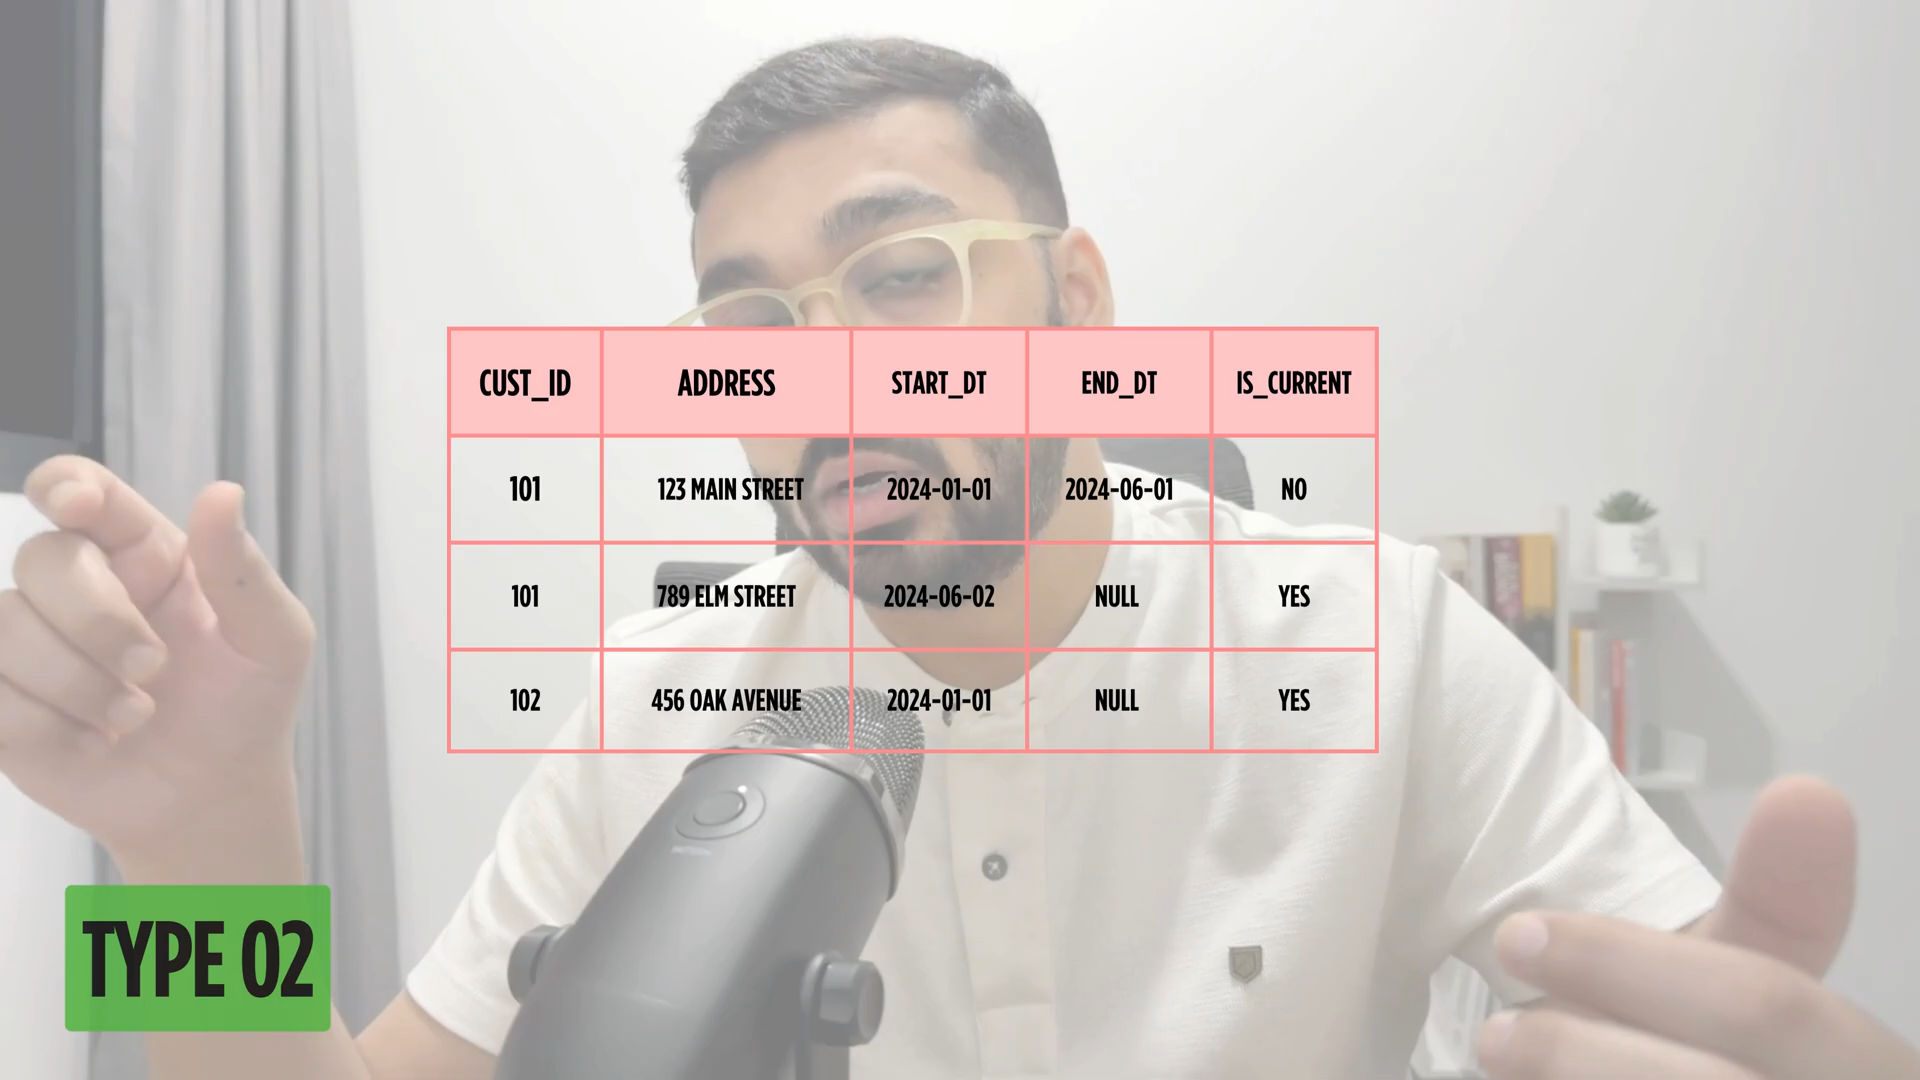 CUST_ID ADDRESS START_DT END_DT IS_CURRENT
101 123 MAIN STREET 2024-01-01 2024-06-01 NO
101 789 ELM STREET 2024-06-02 NULL YES
102 456 OAK AVENUE 2024-01-01 NULL YES
TYPE 02